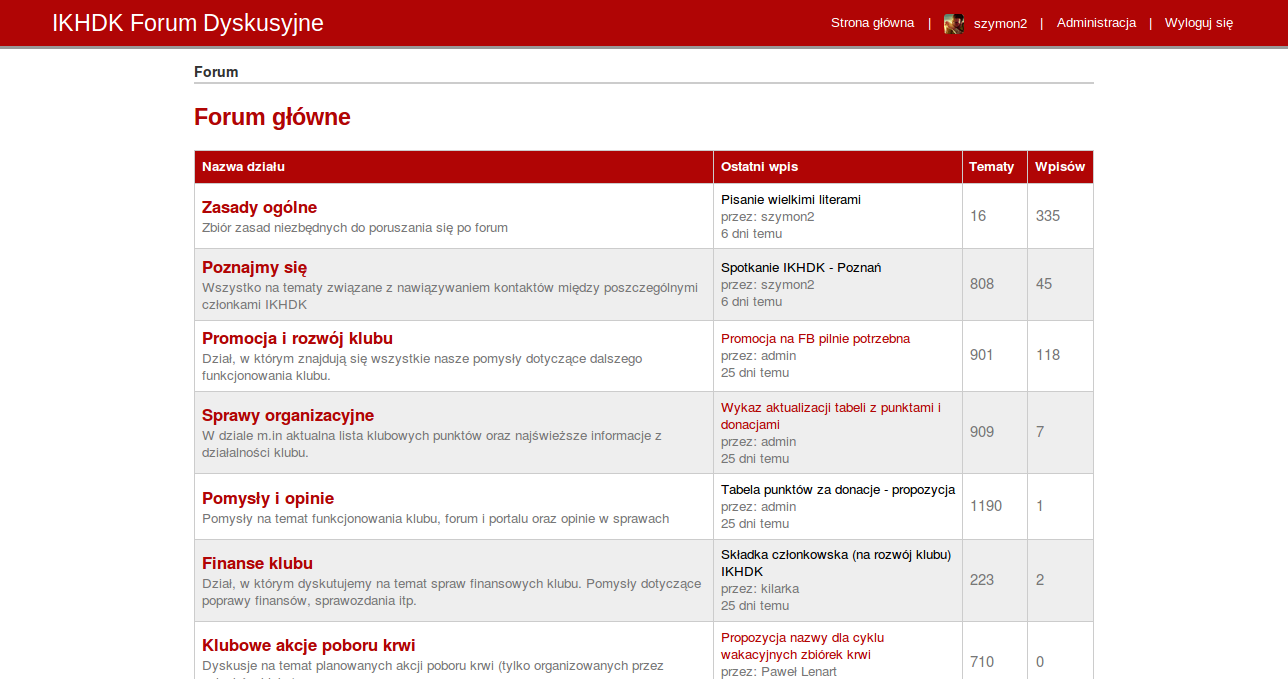 IKHDK Forum Dyskusyjne
Strona główna | szymon2 | Administracja | Wyloguj się
Forum
Forum główne
Nazwa działu Ostatni wpis Tematy Wpisów
Zasady ogólne
Zbiór zasad niezbędnych do poruszania się po forum
Pisanie wielkimi literami
przez: szymon2
6 dni temu
16 335
Poznajmy się
Wszystko na tematy związane z nawiązywaniem kontaktów między poszczególnymi
członkami IKHDK
Spotkanie IKHDK - Poznań
przez: szymon2
6 dni temu
808 45
Promocja i rozwój klubu
Dział, w którym znajdują się wszystkie nasze pomysły dotyczące dalszego
funkcjonowania klubu.
Promocja na FB pilnie potrzebna
przez: admin
25 dni temu
901 118
Sprawy organizacyjne
W dziale m.in aktualna lista klubowych punktów oraz najświeższe informacje z
działalności klubu.
Wykaz aktualizacji tabeli z punktami i
donacjami
przez: admin
25 dni temu
909 7
Pomysły i opinie
Pomysły na temat funkcjonowania klubu, forum i portalu oraz opinie w sprawach
Tabela punktów za donacje - propozycja
przez: admin
25 dni temu
1190 1
Finanse klubu
Dział, w którym dyskutujemy na temat spraw finansowych klubu. Pomysły dotyczące
poprawy finansów, sprawozdania itp.
Składka członkowska (na rozwój klubu)
IKHDK
przez: kilarka
25 dni temu
223 2
Klubowe akcje poboru krwi
Dyskusje na temat planowanych akcji poboru krwi (tylko organizowanych przez
Propozycja nazwy dla cyklu
wakacyjnych zbiórek krwi
przez: Paweł Lenart
710 0